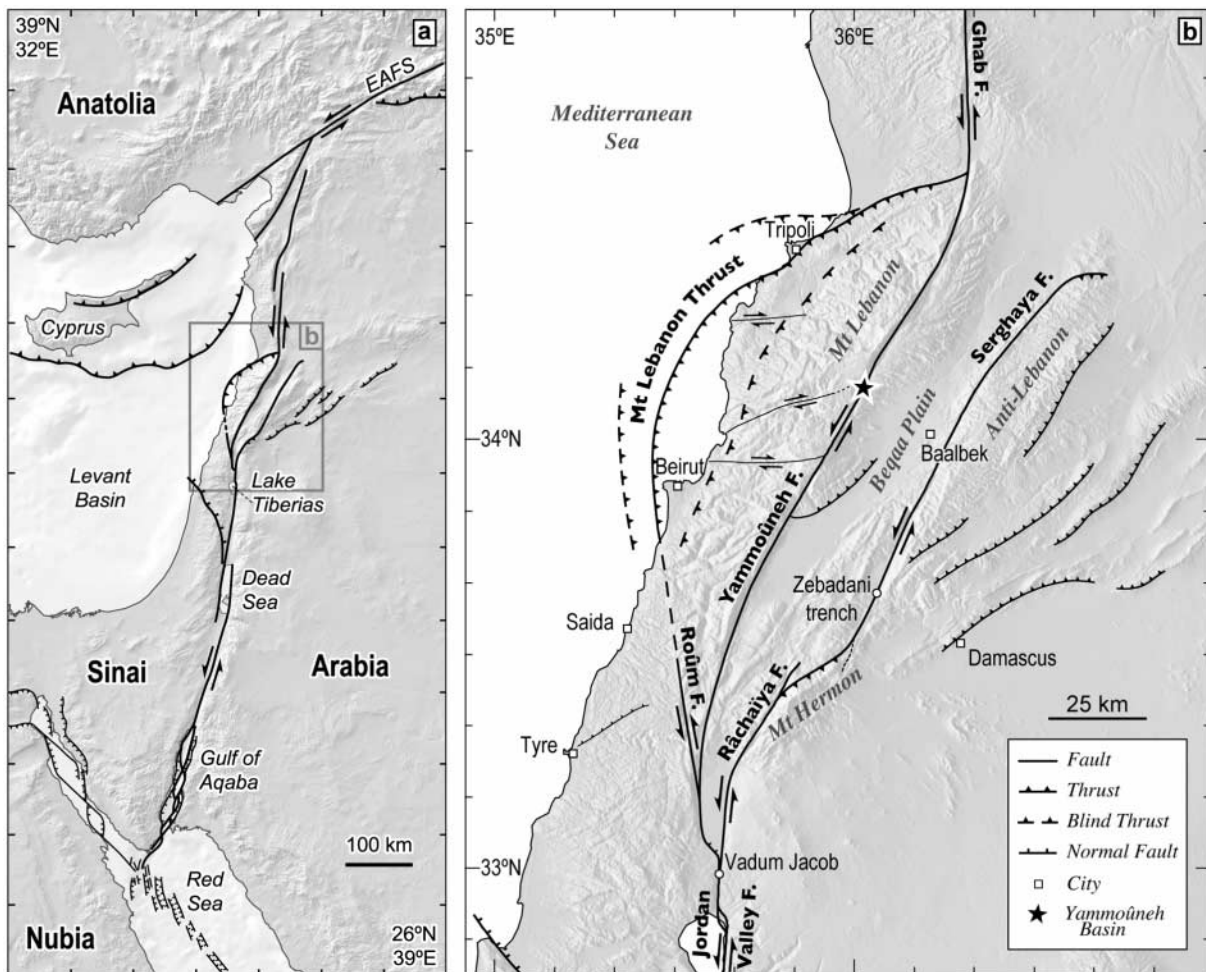 39ºN
32ºE
a
EAFS
Anatolia
Cyprus
b
Levant
Basin
Lake
Tiberias
Dead
Sea
Sinai
Arabia
Gulf of
Aqaba
100 km
Red
Sea
Nubia
26ºN
39ºE
35ºE
36ºE
b
Ghab F.
Mediterranean
Sea
Tripoli
Mt Lebanon Thrust
Mt Lebanon
Serghaya F.
Anti-Lebanon
34ºN
Beqaa Plain
Baalbek
Beirut
Yammoûneh F.
Zebadani
trench
Saida
Roûm F.
Damascus
Râchaïya F.
Mt Hermon
25 km
Tyre
Fault
Thrust
Blind Thrust
Normal Fault
City
Yammoûneh
Basin
33ºN
Vadum Jacob
Jordan
Valley F.